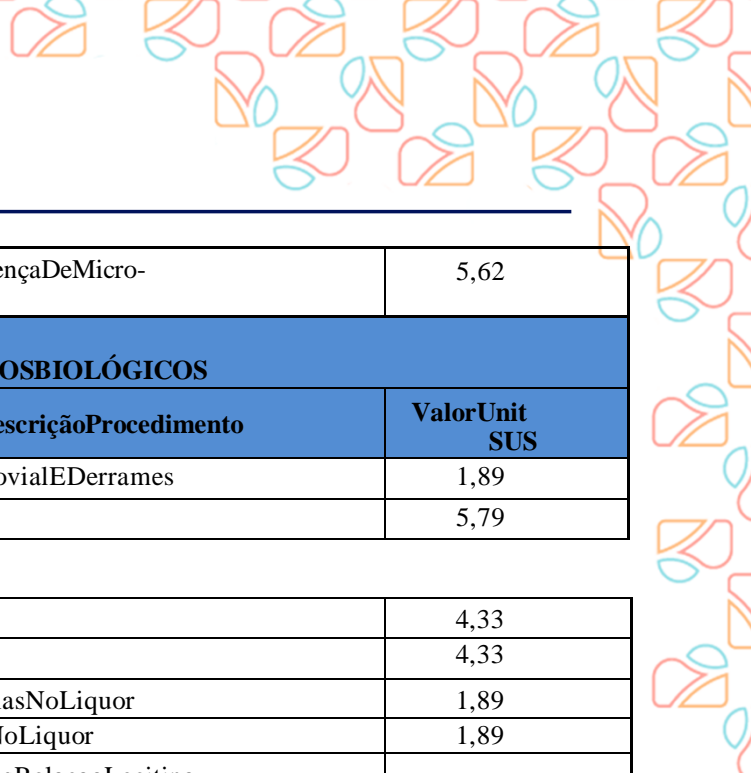 ençaDeMicro- 5,62
OSBIOLÓGICOS
escriçãoProcedimento ValorUnit
SUS
ovialEDerrames 1,89
5,79
4,33
4,33
asNoLiquor 1,89
NoLiquor 1,89